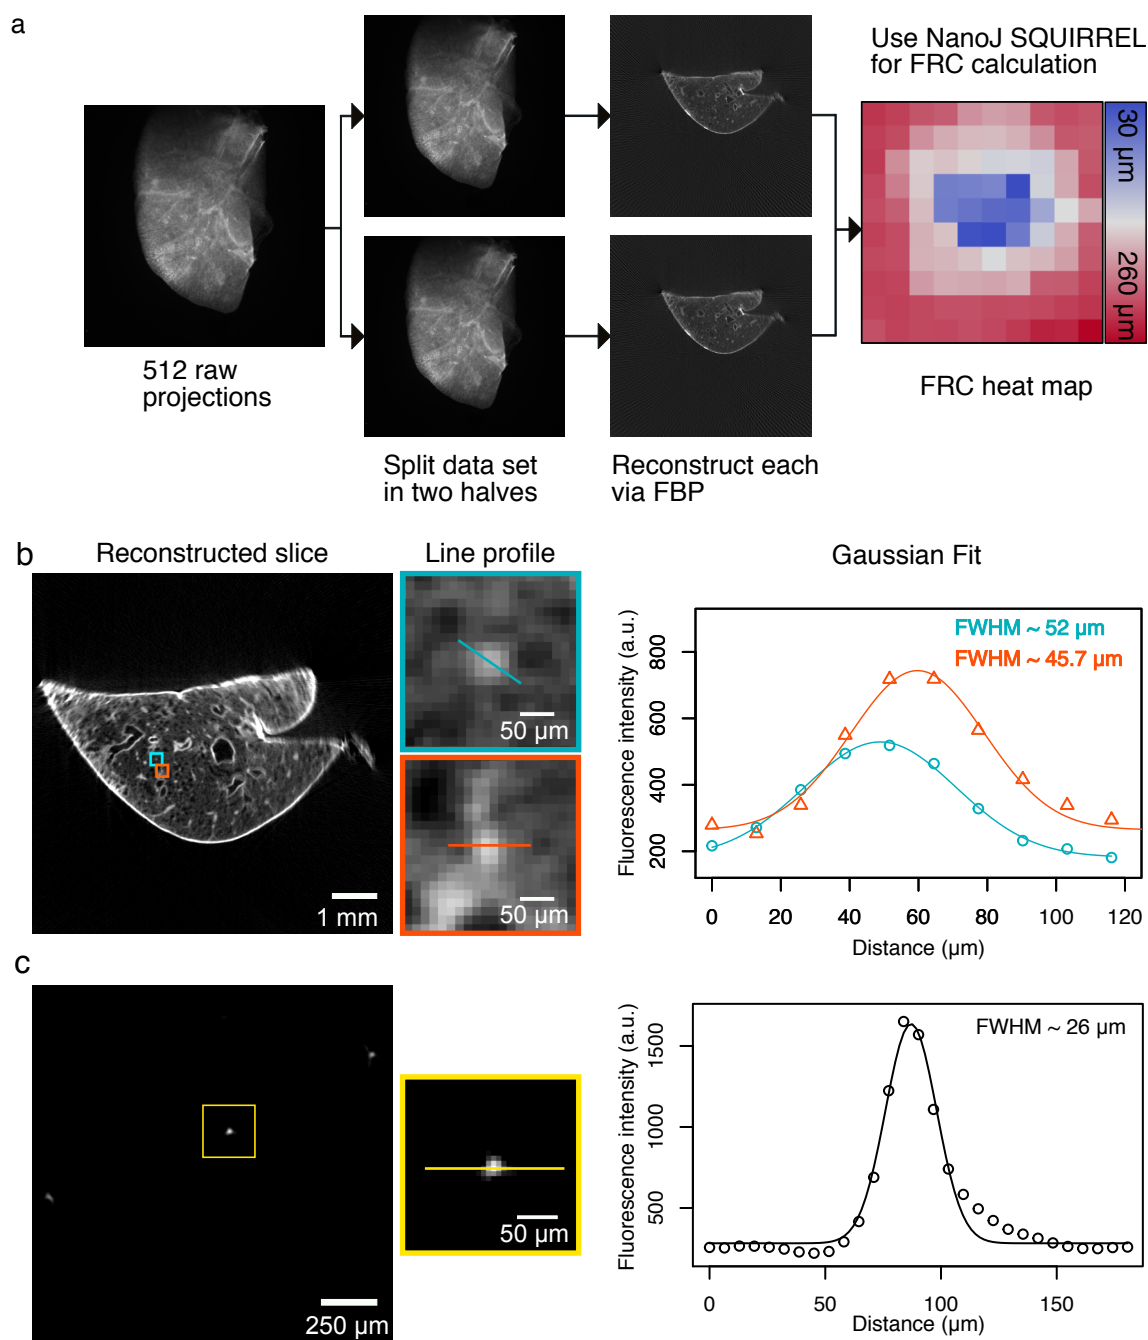 a
Use NanoJ SQUIRREL
for FRC calculation
30 µm
260 µm
512 raw
projections
FRC heat map
Split data set
in two halves
Reconstruct each
via FBP
b
Reconstructed slice
Line profile
Gaussian Fit
50 µm
50 µm
1 mm
FWHM ~ 52 µm
FWHM ~ 45.7 µm
Fluorescence intensity (a.u.)
800
600
400
200
0 20 40 60 80 100 120
Distance (µm)
c
250 µm
50 µm
FWHM ~ 26 µm
Fluorescence intensity (a.u.)
1500
1000
500
0 50 100 150
Distance (µm)